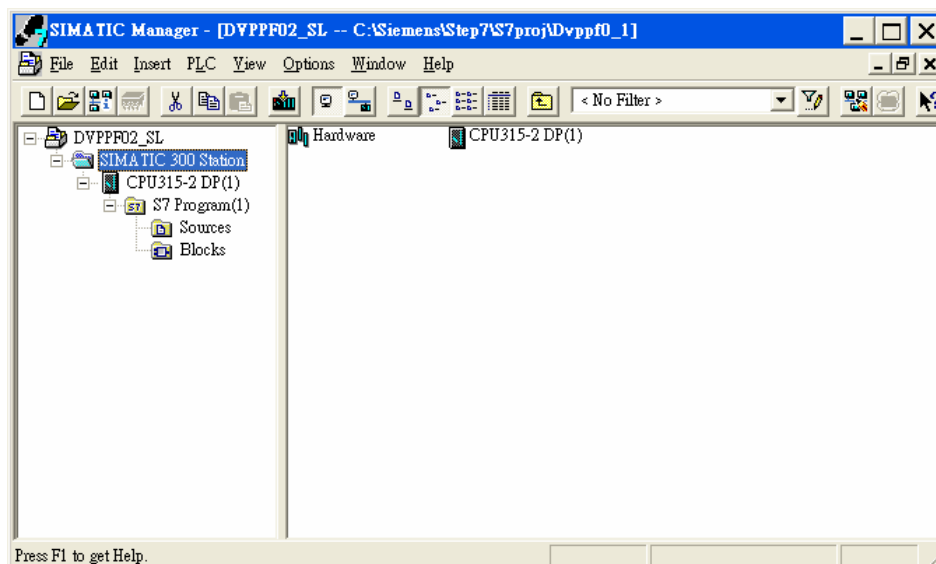 SIMATIC Manager - [DVPPF02_SL -- C:\Siemens\Step7\S7proj\Dvppf0_1]
File Edit Insert PLC View Options Window Help
< No Filter >
DVPPF02_SL
SIMATIC 300 Station
CPU315-2 DP(1)
S7 Program(1)
Sources
Blocks
Hardware CPU315-2 DP(1)
Press F1 to get Help.